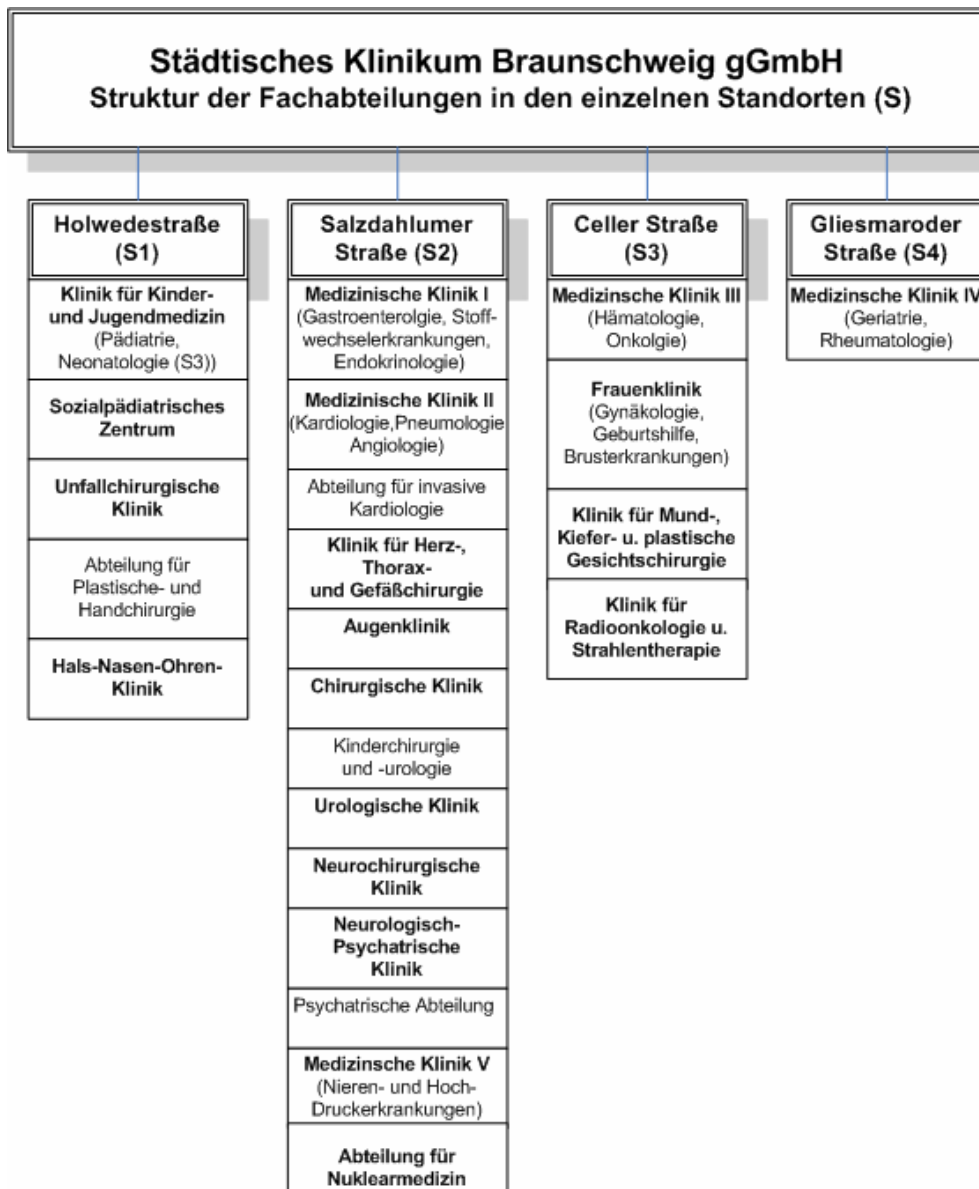 Städtisches Klinikum Braunschweig gGmbH
Struktur der Fachabteilungen in den einzelnen Standorten (S)
Holwedestraße
(S1)
Klinik für Kinder-
und Jugendmedizin
(Pädiatrie,
Neonatologie (S3))
Sozialpädiatrisches
Zentrum
Unfallchirurgische
Klinik
Abteilung für
Plastische- und
Handchirurgie
Hals-Nasen-Ohren-
Klinik
Salzdahlumer
Straße (S2)
Medizinische Klinik I
(Gastroenterolgie, Stoff-
wechselerkrankungen,
Endokrinologie)
Medizinische Klinik II
(Kardiologie,Pneumologie
Angiologie)
Abteilung für invasive
Kardiologie
Klinik für Herz-,
Thorax-
und Gefäßchirurgie
Augenklinik
Chirurgische Klinik
Kinderchirurgie
und -urologie
Urologische Klinik
Neurochirurgische
Klinik
Neurologisch-
Psychatrische
Klinik
Psychatrische Abteilung
Medizinsche Klinik V
(Nieren- und Hoch-
Druckerkrankungen)
Abteilung für
Nuklearmedizin
Celler Straße
(S3)
Medizinsche Klinik III
(Hämatologie,
Onkolgie)
Frauenklinik
(Gynäkologie,
Geburtshilfe,
Brusterkrankungen)
Klinik für Mund-,
Kiefer- u. plastische
Gesichtschirurgie
Klinik für
Radioonkologie u.
Strahlentherapie
Gliesmaroder
Straße (S4)
Medizinsche Klinik IV
(Geriatrie,
Rheumatologie)